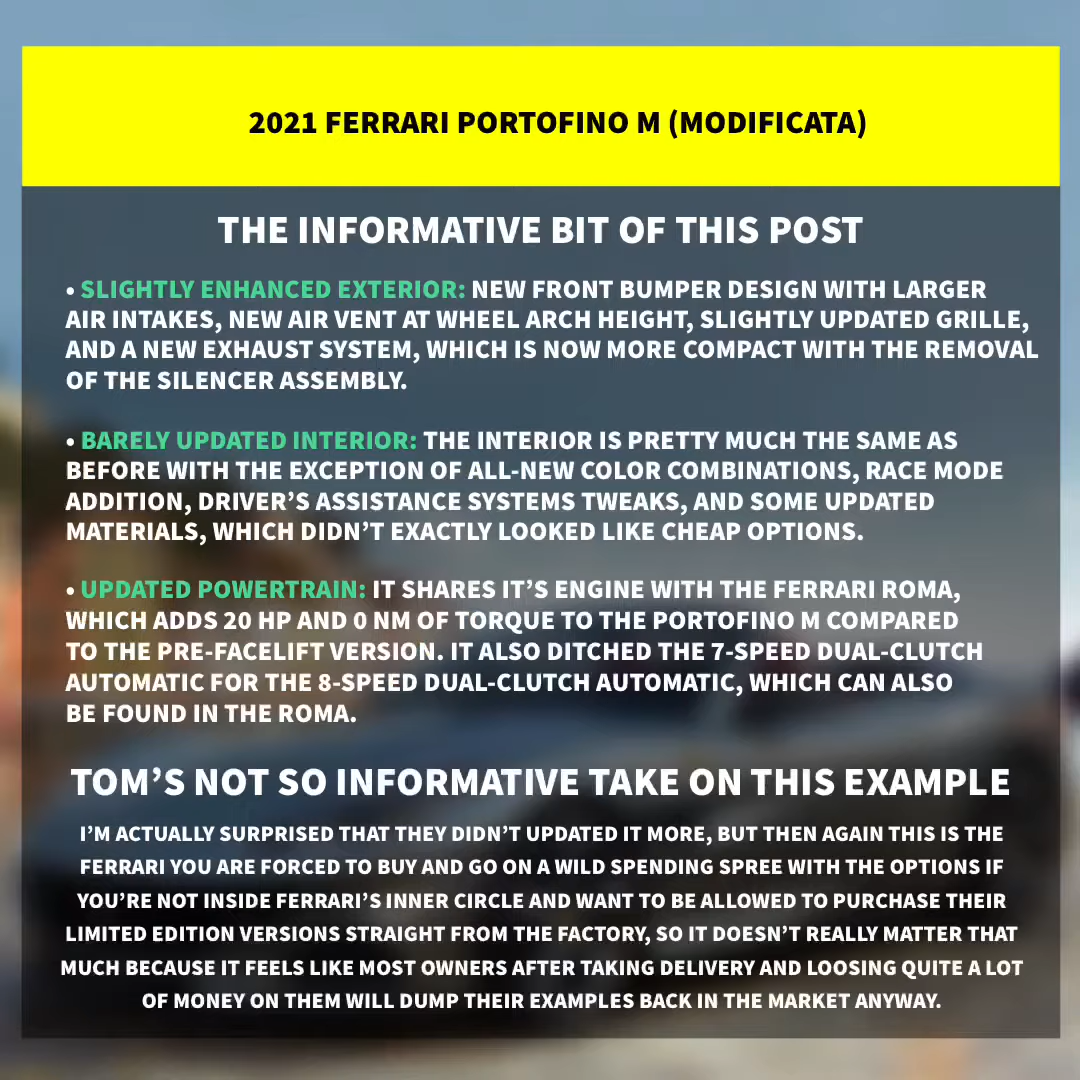 2021 FERRARI PORTOFINO M (MODIFICATA)
THE INFORMATIVE BIT OF THIS POST
• SLIGHTLY ENHANCED EXTERIOR: NEW FRONT BUMPER DESIGN WITH LARGER
AIR INTAKES, NEW AIR VENT AT WHEEL ARCH HEIGHT, SLIGHTLY UPDATED GRILLE,
AND A NEW EXHAUST SYSTEM, WHICH IS NOW MORE COMPACT WITH THE REMOVAL
OF THE SILENCER ASSEMBLY.
• BARELY UPDATED INTERIOR: THE INTERIOR IS PRETTY MUCH THE SAME AS
BEFORE WITH THE EXCEPTION OF ALL-NEW COLOR COMBINATIONS, RACE MODE
ADDITION, DRIVER’S ASSISTANCE SYSTEMS TWEAKS, AND SOME UPDATED
MATERIALS, WHICH DIDN’T EXACTLY LOOKED LIKE CHEAP OPTIONS.
• UPDATED POWERTRAIN: IT SHARES IT’S ENGINE WITH THE FERRARI ROMA,
WHICH ADDS 20 HP AND 0 NM OF TORQUE TO THE PORTOFINO M COMPARED
TO THE PRE-FACELIFT VERSION. IT ALSO DITCHED THE 7-SPEED DUAL-CLUTCH
AUTOMATIC FOR THE 8-SPEED DUAL-CLUTCH AUTOMATIC, WHICH CAN ALSO
BE FOUND IN THE ROMA.
TOM’S NOT SO INFORMATIVE TAKE ON THIS EXAMPLE
I’M ACTUALLY SURPRISED THAT THEY DIDN’T UPDATED IT MORE, BUT THEN AGAIN THIS IS THE
FERRARI YOU ARE FORCED TO BUY AND GO ON A WILD SPENDING SPREE WITH THE OPTIONS IF
YOU’RE NOT INSIDE FERRARI’S INNER CIRCLE AND WANT TO BE ALLOWED TO PURCHASE THEIR
LIMITED EDITION VERSIONS STRAIGHT FROM THE FACTORY, SO IT DOESN’T REALLY MATTER THAT
MUCH BECAUSE IT FEELS LIKE MOST OWNERS AFTER TAKING DELIVERY AND LOOSING QUITE A LOT
OF MONEY ON THEM WILL DUMP THEIR EXAMPLES BACK IN THE MARKET ANYWAY.